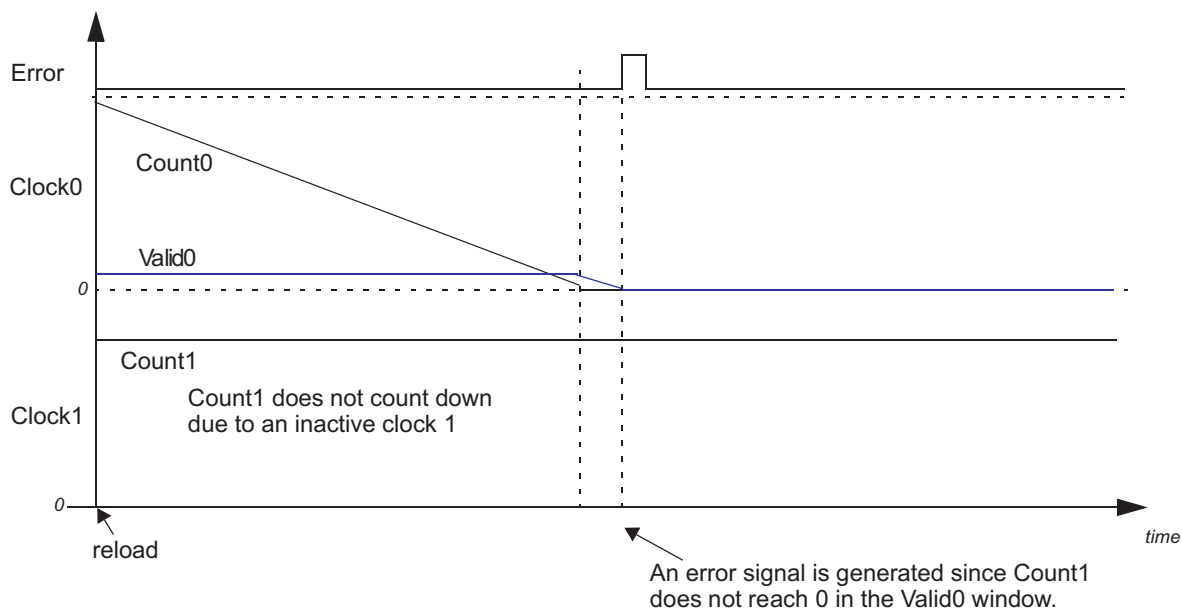 Error
Count0
Clock0
Valid0
0
Count1
Count1 does not count down
due to an inactive clock 1
Clock1
0
time
reload
An error signal is generated since Count1
does not reach 0 in the Valid0 window.